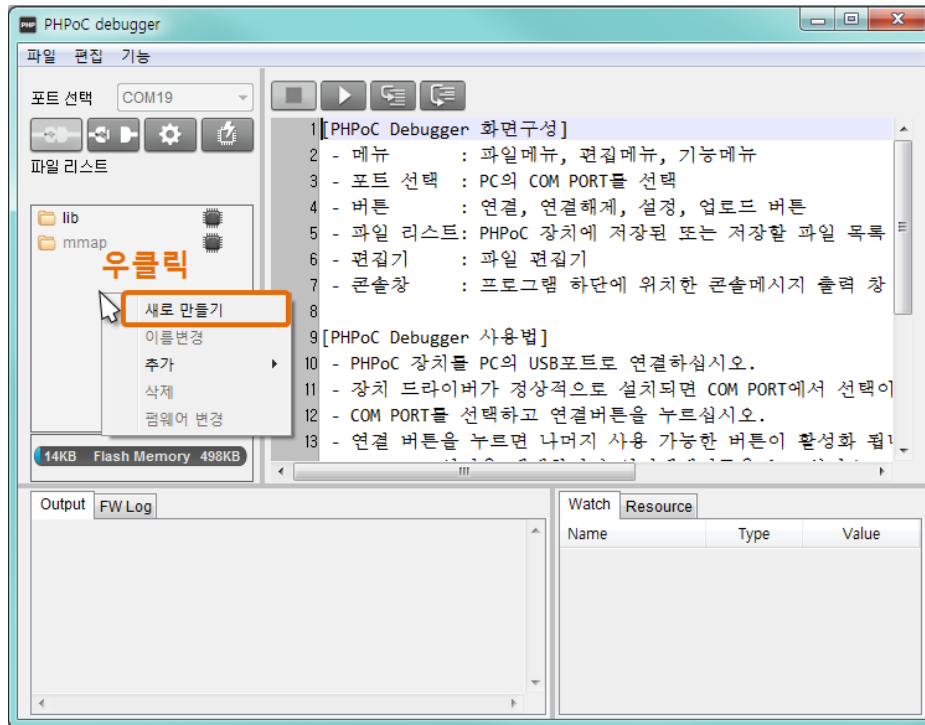 PHP PHPoC debugger
파일 편집 기능
포트 선택 COM19
파일 리스트
lib
mmap
우클릭
새로 만들기
이름변경
추가
삭제
펌웨어 변경
14KB Flash Memory 498KB
1 [PHPoC Debugger 화면구성]
2 - 메뉴 : 파일메뉴, 편집메뉴, 기능메뉴
3 - 포트 선택 : PC의 COM PORT를 선택
4 - 버튼 : 연결, 연결해제, 설정, 업로드 버튼
5 - 파일 리스트: PHPoC 장치에 저장된 또는 저장할 파일 목록
6 - 편집기 : 파일 편집기
7 - 콘솔창 : 프로그램 하단에 위치한 콘솔메시지 출력 창
8
9 [PHPoC Debugger 사용법]
10 - PHPoC 장치를 PC의 USB포트로 연결하십시오.
11 - 장치 드라이버가 정상적으로 설치되면 COM PORT에서 선택이
12 - COM PORT를 선택하고 연결버튼을 누르십시오.
13 - 연결 버튼을 누르면 나머지 사용 가능한 버튼이 활성화 됩
Output FW Log
Watch Resource
Name Type Value